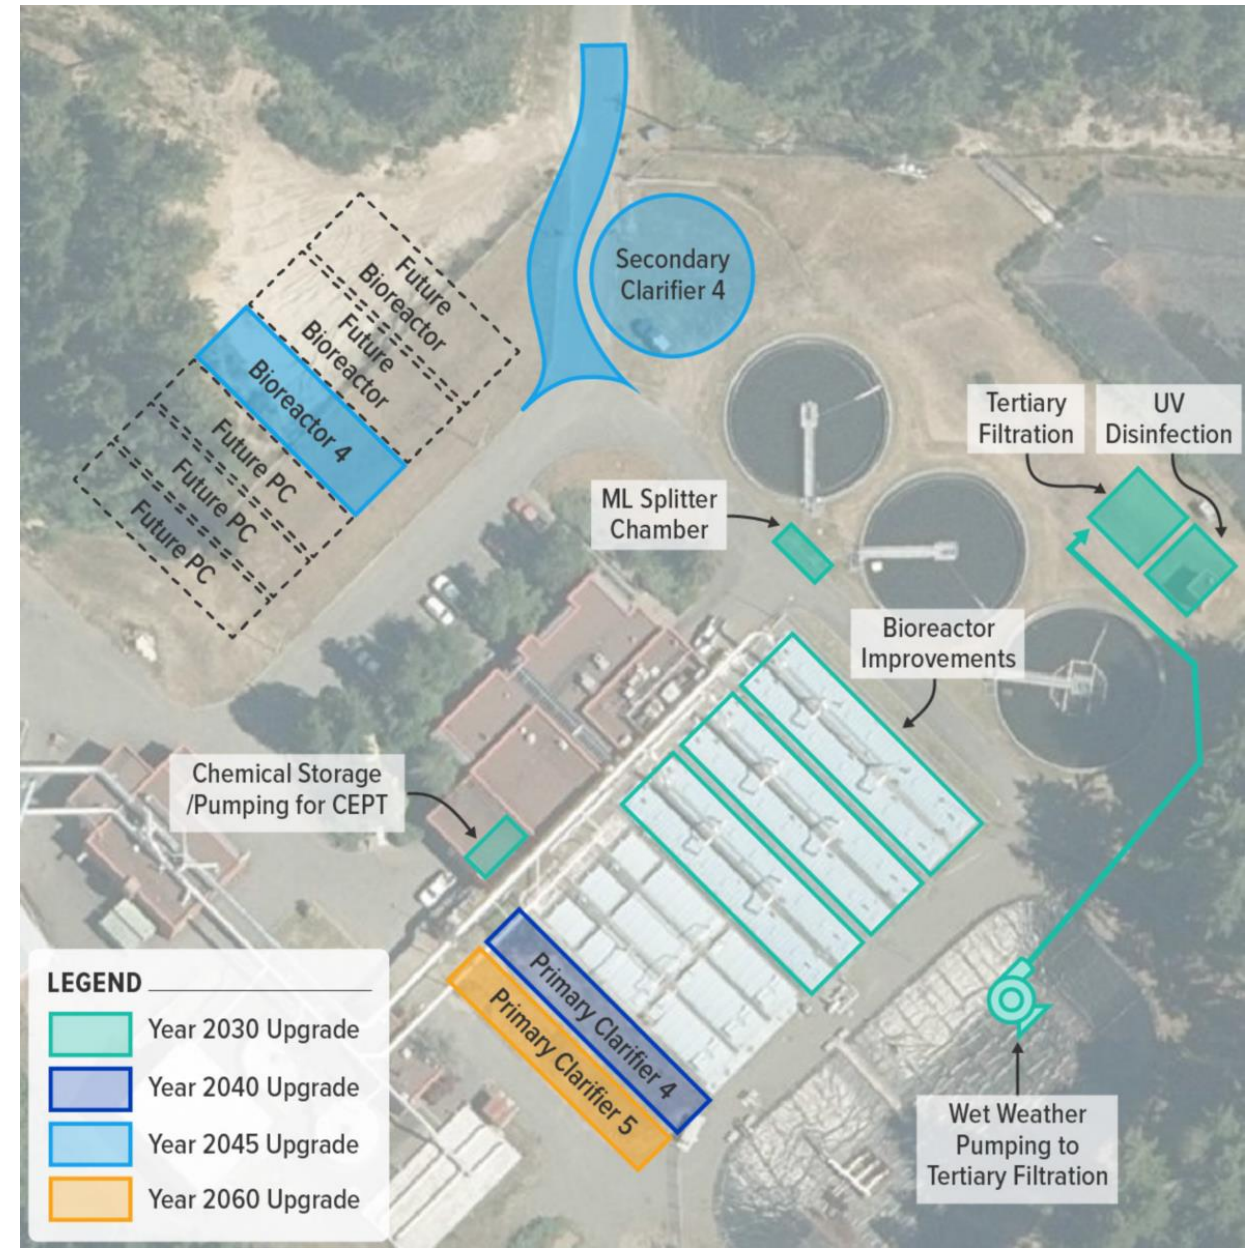 Secondary
Clarifier 4
Future
Bioreactor
Future
Bioreactor
Bioreactor 4
Future PC
Future PC
Future PC
Tertiary
Filtration
UV
Disinfection
ML Splitter
Chamber
Bioreactor
Improvements
Chemical Storage
/Pumping for CEPT
Primary Clarifier 4
Primary Clarifier 5
Wet Weather
Pumping to
Tertiary Filtration
LEGEND
Year 2030 Upgrade
Year 2040 Upgrade
Year 2045 Upgrade
Year 2060 Upgrade